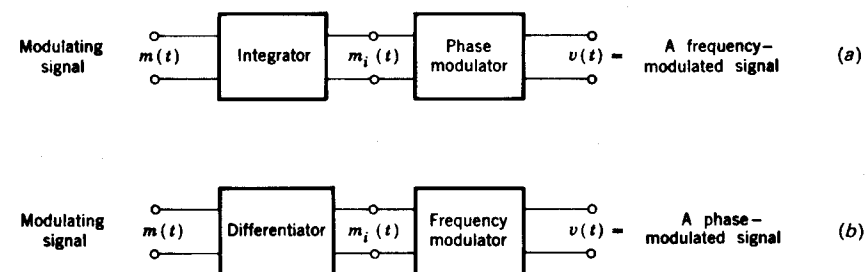 Modulating
signal
m(t)
Integrator
m_i (t)
Phase
modulator
v(t) =
A frequency-
modulated signal
(a)
Modulating
signal
m(t)
Differentiator
m_i (t)
Frequency
modulator
v(t) =
A phase-
modulated signal
(b)